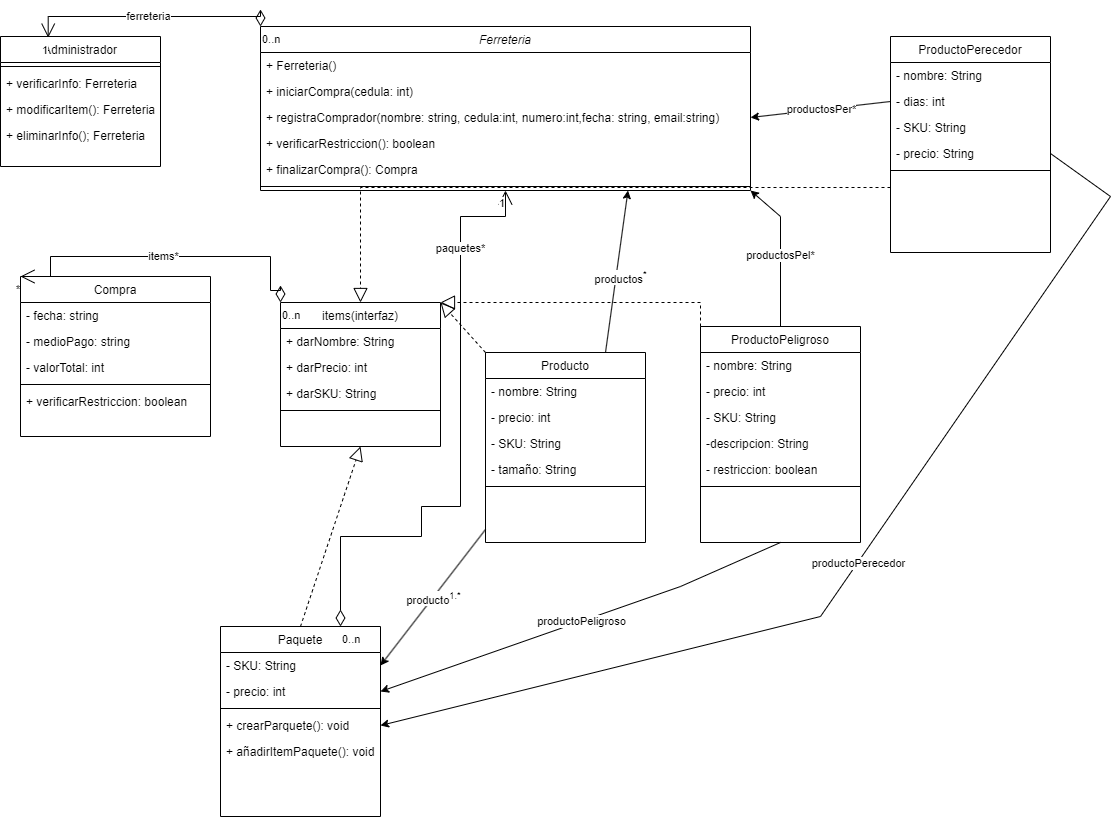 ferreteria
1\dministrador
+ verificarInfo: Ferreteria
+ modificarItem(): Ferreteria
+ eliminarInfo(); Ferreteria
0..n
Ferreteria
+ Ferreteria()
+ iniciarCompra(cedula: int)
+ registraComprador(nombre: string, cedula:int, numero:int,fecha: string, email:string)
+ verificarRestriccion(): boolean
+ finalizarCompra(): Compra
productosPer*
ProductoPerecedor
- nombre: String
- dias: int
- SKU: String
- precio: String
1
paquetes*
productos*
productosPel*
items*
*
Compra
- fecha: string
- medioPago: string
- valorTotal: int
+ verificarRestriccion: boolean
0..n
items(interfaz)
+ darNombre: String
+ darPrecio: int
+ darSKU: String
Producto
- nombre: String
- precio: int
- SKU: String
- tamaño: String
ProductoPeligroso
- nombre: String
- precio: int
- SKU: String
-descripcion: String
- restriccion: boolean
productoPerecedor
producto1.*
productoPeligroso
Paquete
0..n
- SKU: String
- precio: int
+ crearParquete(): void
+ añadirItemPaquete(): void